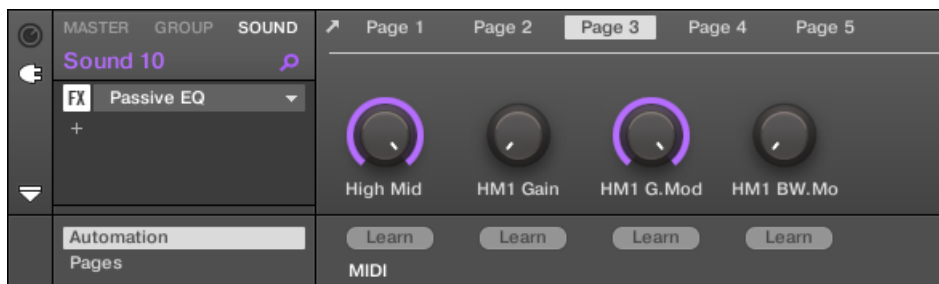 MASTER GROUP SOUND
Page 1 Page 2 Page 3 Page 4 Page 5
Sound 10
FX Passive EQ
+
High Mid HM1 Gain HM1 G.Mod HM1 BW.Mo
Automation
Learn Learn Learn Learn
Pages
MIDI